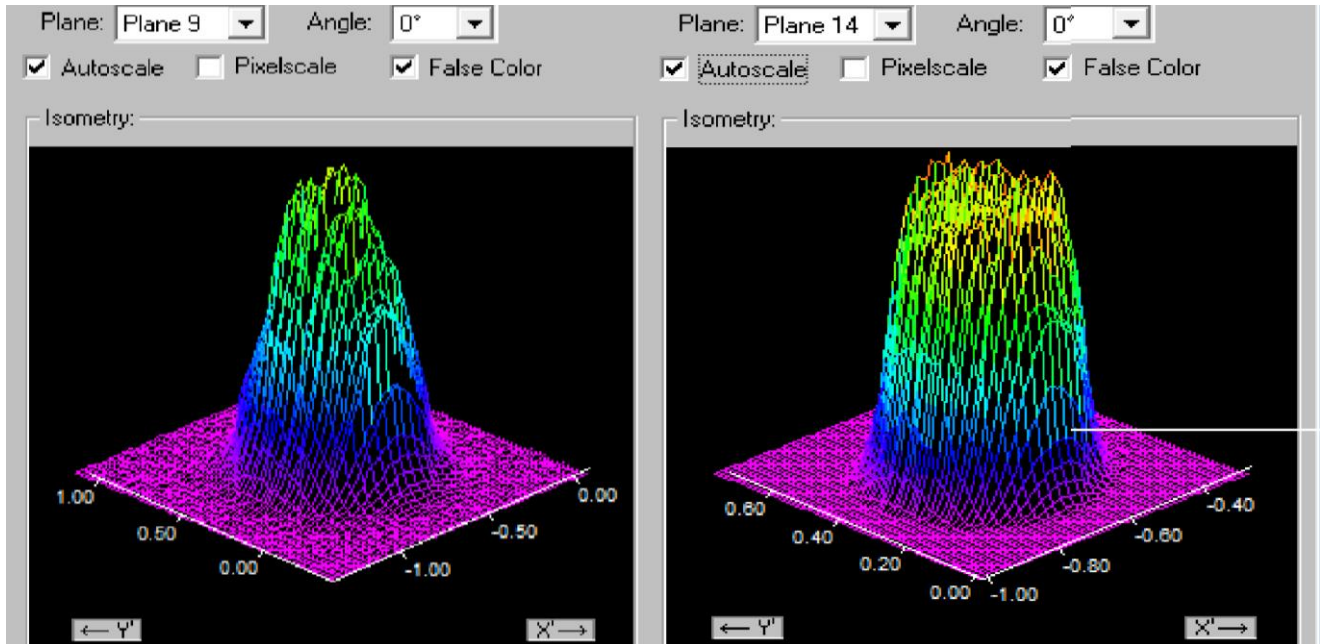 Plane: Plane 9 Angle: 0°
Autoscale Pixelscale False Color
Isometry:
1.00
0.50
0.00
-1.00
-0.50
0.00
← Y'
X' →
Plane: Plane 14 Angle: 0°
Autoscale Pixelscale False Color
Isometry:
0.60
0.40
0.20
0.00
-1.00
-0.80
-0.60
-0.40
← Y'
X' →